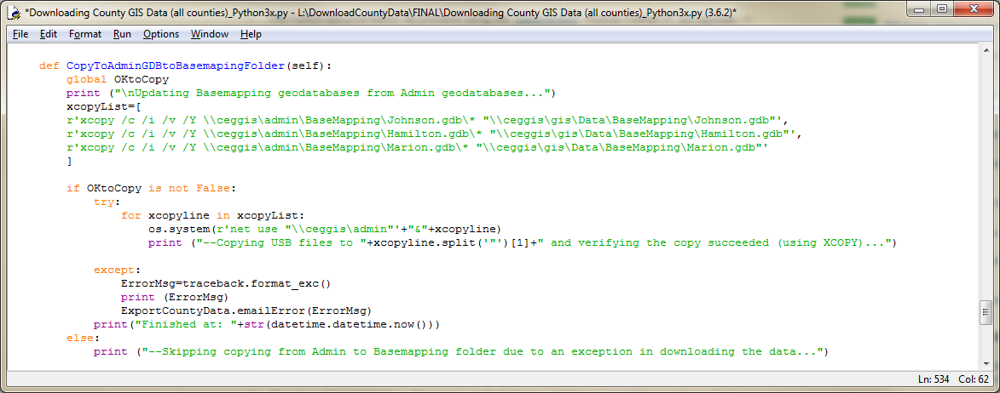 *Downloading County GIS Data (all counties)_Python3x.py - L:\DownloadCountyData\FINAL\Downloading County GIS Data (all counties)_Python3x.py (3.6.2)*
File Edit Format Run Options Window Help
def CopyToAdminGDBtoBasemapingFolder(self):
global OKtoCopy
print ("\nUpdating Basemapping geodatabases from Admin geodatabases...")
xcopyList=[
r'xcopy /c /i /v /Y \\ceggis\admin\BaseMapping\Johnson.gdb\* "\\ceggis\gis\Data\BaseMapping\Johnson.gdb"',
r'xcopy /c /i /v /Y \\ceggis\admin\BaseMapping\Hamilton.gdb\* "\\ceggis\gis\Data\BaseMapping\Hamilton.gdb"',
r'xcopy /c /i /v /Y \\ceggis\admin\BaseMapping\Marion.gdb\* "\\ceggis\gis\Data\BaseMapping\Marion.gdb"'
]
if OKtoCopy is not False:
try:
for xcopyline in xcopyList:
os.system(r'net use "\\ceggis\admin"'+"&"+xcopyline)
print ("--Copying USB files to "+xcopyline.split('"')[1]+" and verifying the copy succeeded (using XCOPY)...")
except:
ErrorMsg=traceback.format_exc()
print (ErrorMsg)
ExportCountyData.emailError(ErrorMsg)
print("Finished at: "+str(datetime.datetime.now()))
else:
print ("--Skipping copying from Admin to Basemapping folder due to an exception in downloading the data...")
Ln: 534 Col: 62